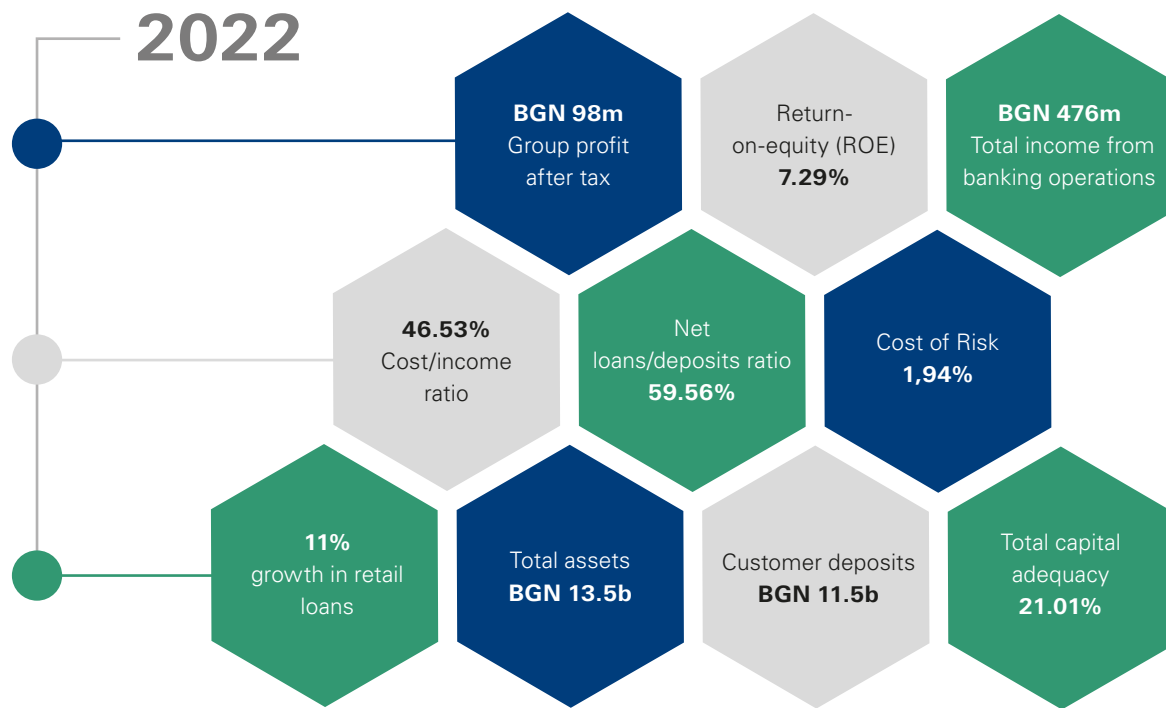 2022
BGN 98m
Group profit
after tax
Return-
on-equity (ROE)
7.29%
BGN 476m
Total income from
banking operations
46.53%
Cost/income
ratio
Net
loans/deposits ratio
59.56%
Cost of Risk
1,94%
11%
growth in retail
loans
Total assets
BGN 13.5b
Customer deposits
BGN 11.5b
Total capital
adequacy
21.01%